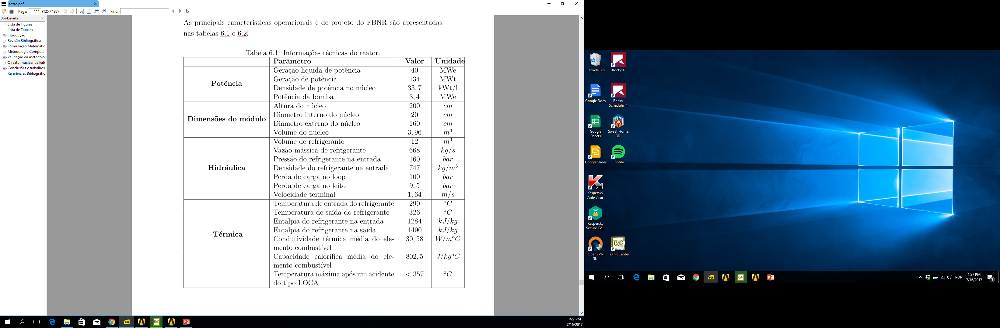 texto.pdf
Page: 111 (125 / 137) Find:
Bookmarks
Lista de Figuras
Lista de Tabelas
Introdução
Revisão Bibliográfica
Formulação Matemátic
Metodologia Computac
Validação da metodolog
O reator nuclear de leito
Conclusões e trabalhos
Referências Bibliográfic
As principais características operacionais e de projeto do FBNR são apresentadas
nas tabelas 6.1 e 6.2.
Tabela 6.1: Informações técnicas do reator.
Parâmetro Valor Unidade
Potência
Geração líquida de potência 40 MWe
Geração de potência 134 MWt
Densidade de potência no núcleo 33,7 kWt/l
Potência da bomba 3,4 MWe
Dimensões do módulo
Altura do núcleo 200 cm
Diâmetro interno do núcleo 20 cm
Diâmetro externo do núcleo 160 cm
Volume do núcleo 3,96 m³
Hidráulica
Volume de refrigerante 12 m³
Vazão mássica de refrigerante 668 kg/s
Pressão do refrigerante na entrada 160 bar
Densidade do refrigerante na entrada 747 kg/m³
Perda de carga no loop 100 bar
Perda de carga no leito 9,5 bar
Velocidade terminal 1,64 m/s
Térmica
Temperatura de entrada do refrigerante 290 ºC
Temperatura de saída do refrigerante 326 ºC
Entalpia do refrigerante na entrada 1284 kJ/kg
Entalpia do refrigerante na saída 1490 kJ/kg
Condutividade térmica média do ele- 30,58 W/mºC
mento combustível
Capacidade calorífica média do ele- 802,5 J/kgºC
mento combustível
Temperatura máxima após um acidente < 357 ºC
do tipo LOCA
1:27 PM
7/16/2017
Recycle Bin
Rocky 4
Google Docs
Rocky
Scheduler 4
Google
Sheets
Sweet Home
3D
Google Slides
Spotify
Kaspersky
Anti-Virus
Kaspersky
Secure Co...
OpenVPN
GUI
TeXnicCenter
POR
1:27 PM
7/16/2017
1